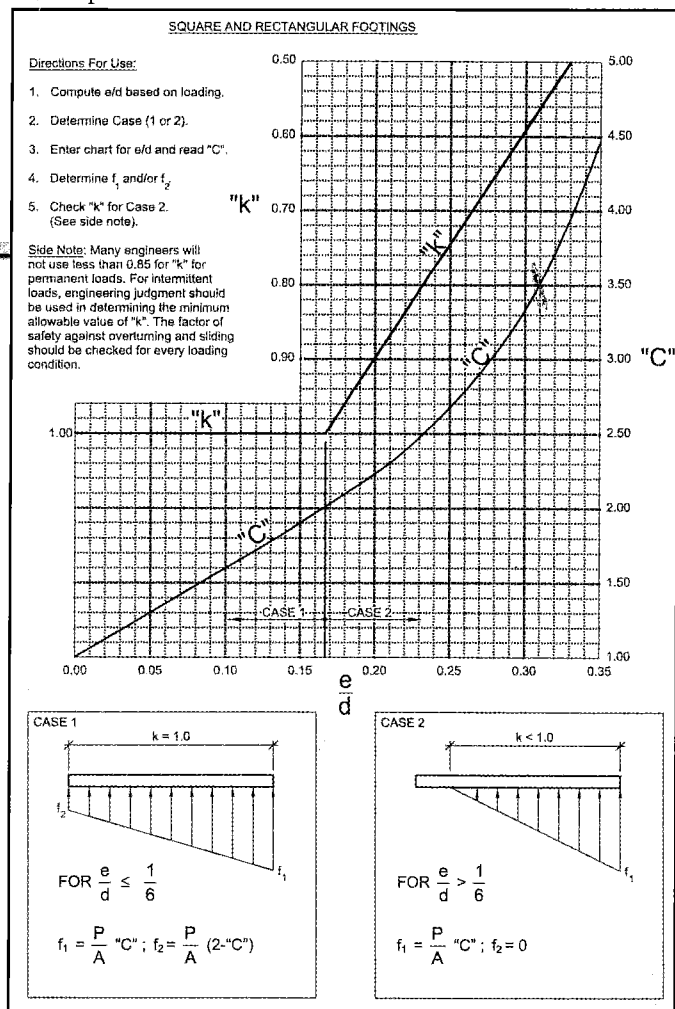 SQUARE AND RECTANGULAR FOOTINGS
Directions For Use:
1. Compute e/d based on loading.
2. Determine Case (1 or 2).
3. Enter chart for e/d and read "C".
4. Determine f1 and/or f2.
5. Check "k" for Case 2.
(See side note).
Side Note: Many engineers will
not use less than 0.85 for "k" for
permanent loads. For intermittent
loads, engineering judgment should
be used in determining the minimum
allowable value of "k". The factor of
safety against overturning and sliding
should be checked for every loading
condition.
"k"
0.50
0.60
0.70
0.80
0.90
1.00
5.00
4.50
4.00
3.50
3.00
2.50
2.00
1.50
1.00
"C"
"k"
"C"
"k"
"C"
CASE 1
CASE 2
0.00 0.05 0.10 0.15 0.20 0.25 0.30 0.35
e
d
CASE 1
k = 1.0
f2
f1
FOR e/d ≤ 1/6
f1 = P/A "C" ; f2 = P/A (2-"C")
CASE 2
k < 1.0
f1
FOR e/d > 1/6
f1 = P/A "C" ; f2 = 0